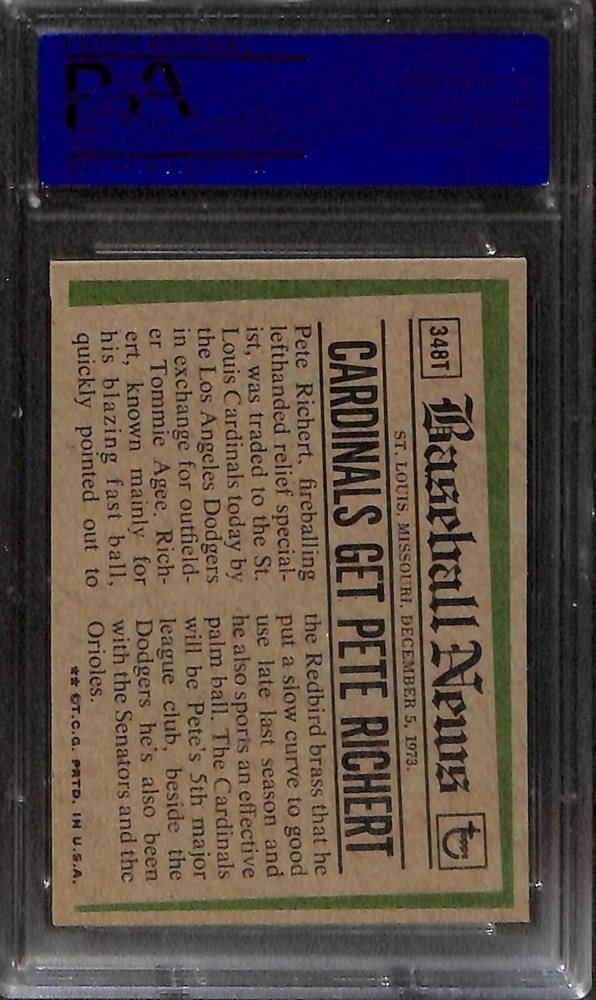 PSA
348T
Baseball News
topps
ST. LOUIS, MISSOURI, DECEMBER 5, 1973.
CARDINALS GET PETE RICHERT
Pete Richert, fireballing
lefthanded relief special-
ist, was traded to the St.
Louis Cardinals today by
the Los Angeles Dodgers
in exchange for outfield-
er Tommie Agee. Rich-
ert, known mainly for
his blazing fast ball,
quickly pointed out to
the Redbird brass that he
put a slow curve to good
use late last season and
he also sports an effective
palm ball. The Cardinals
will be Pete's 5th major
league club, beside the
Dodgers he's also been
with the Senators and the
Orioles.
** ©T.C.G. PRTD. IN U.S.A.